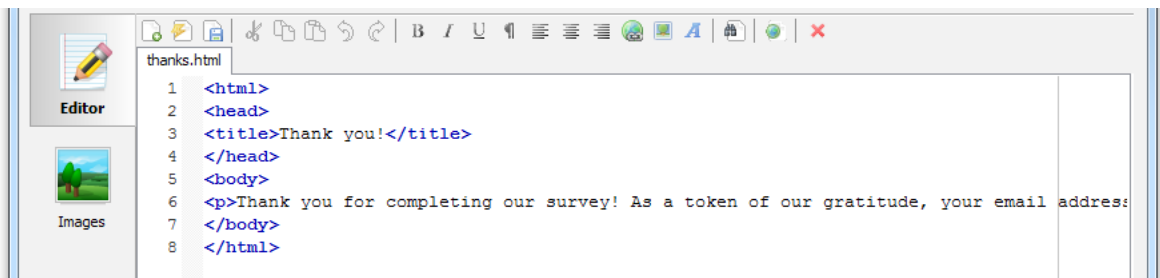 B I U ¶ A
thanks.html
Editor
Images
1 <html>
2 <head>
3 <title>Thank you!</title>
4 </head>
5 <body>
6 <p>Thank you for completing our survey! As a token of our gratitude, your email address
7 </body>
8 </html>